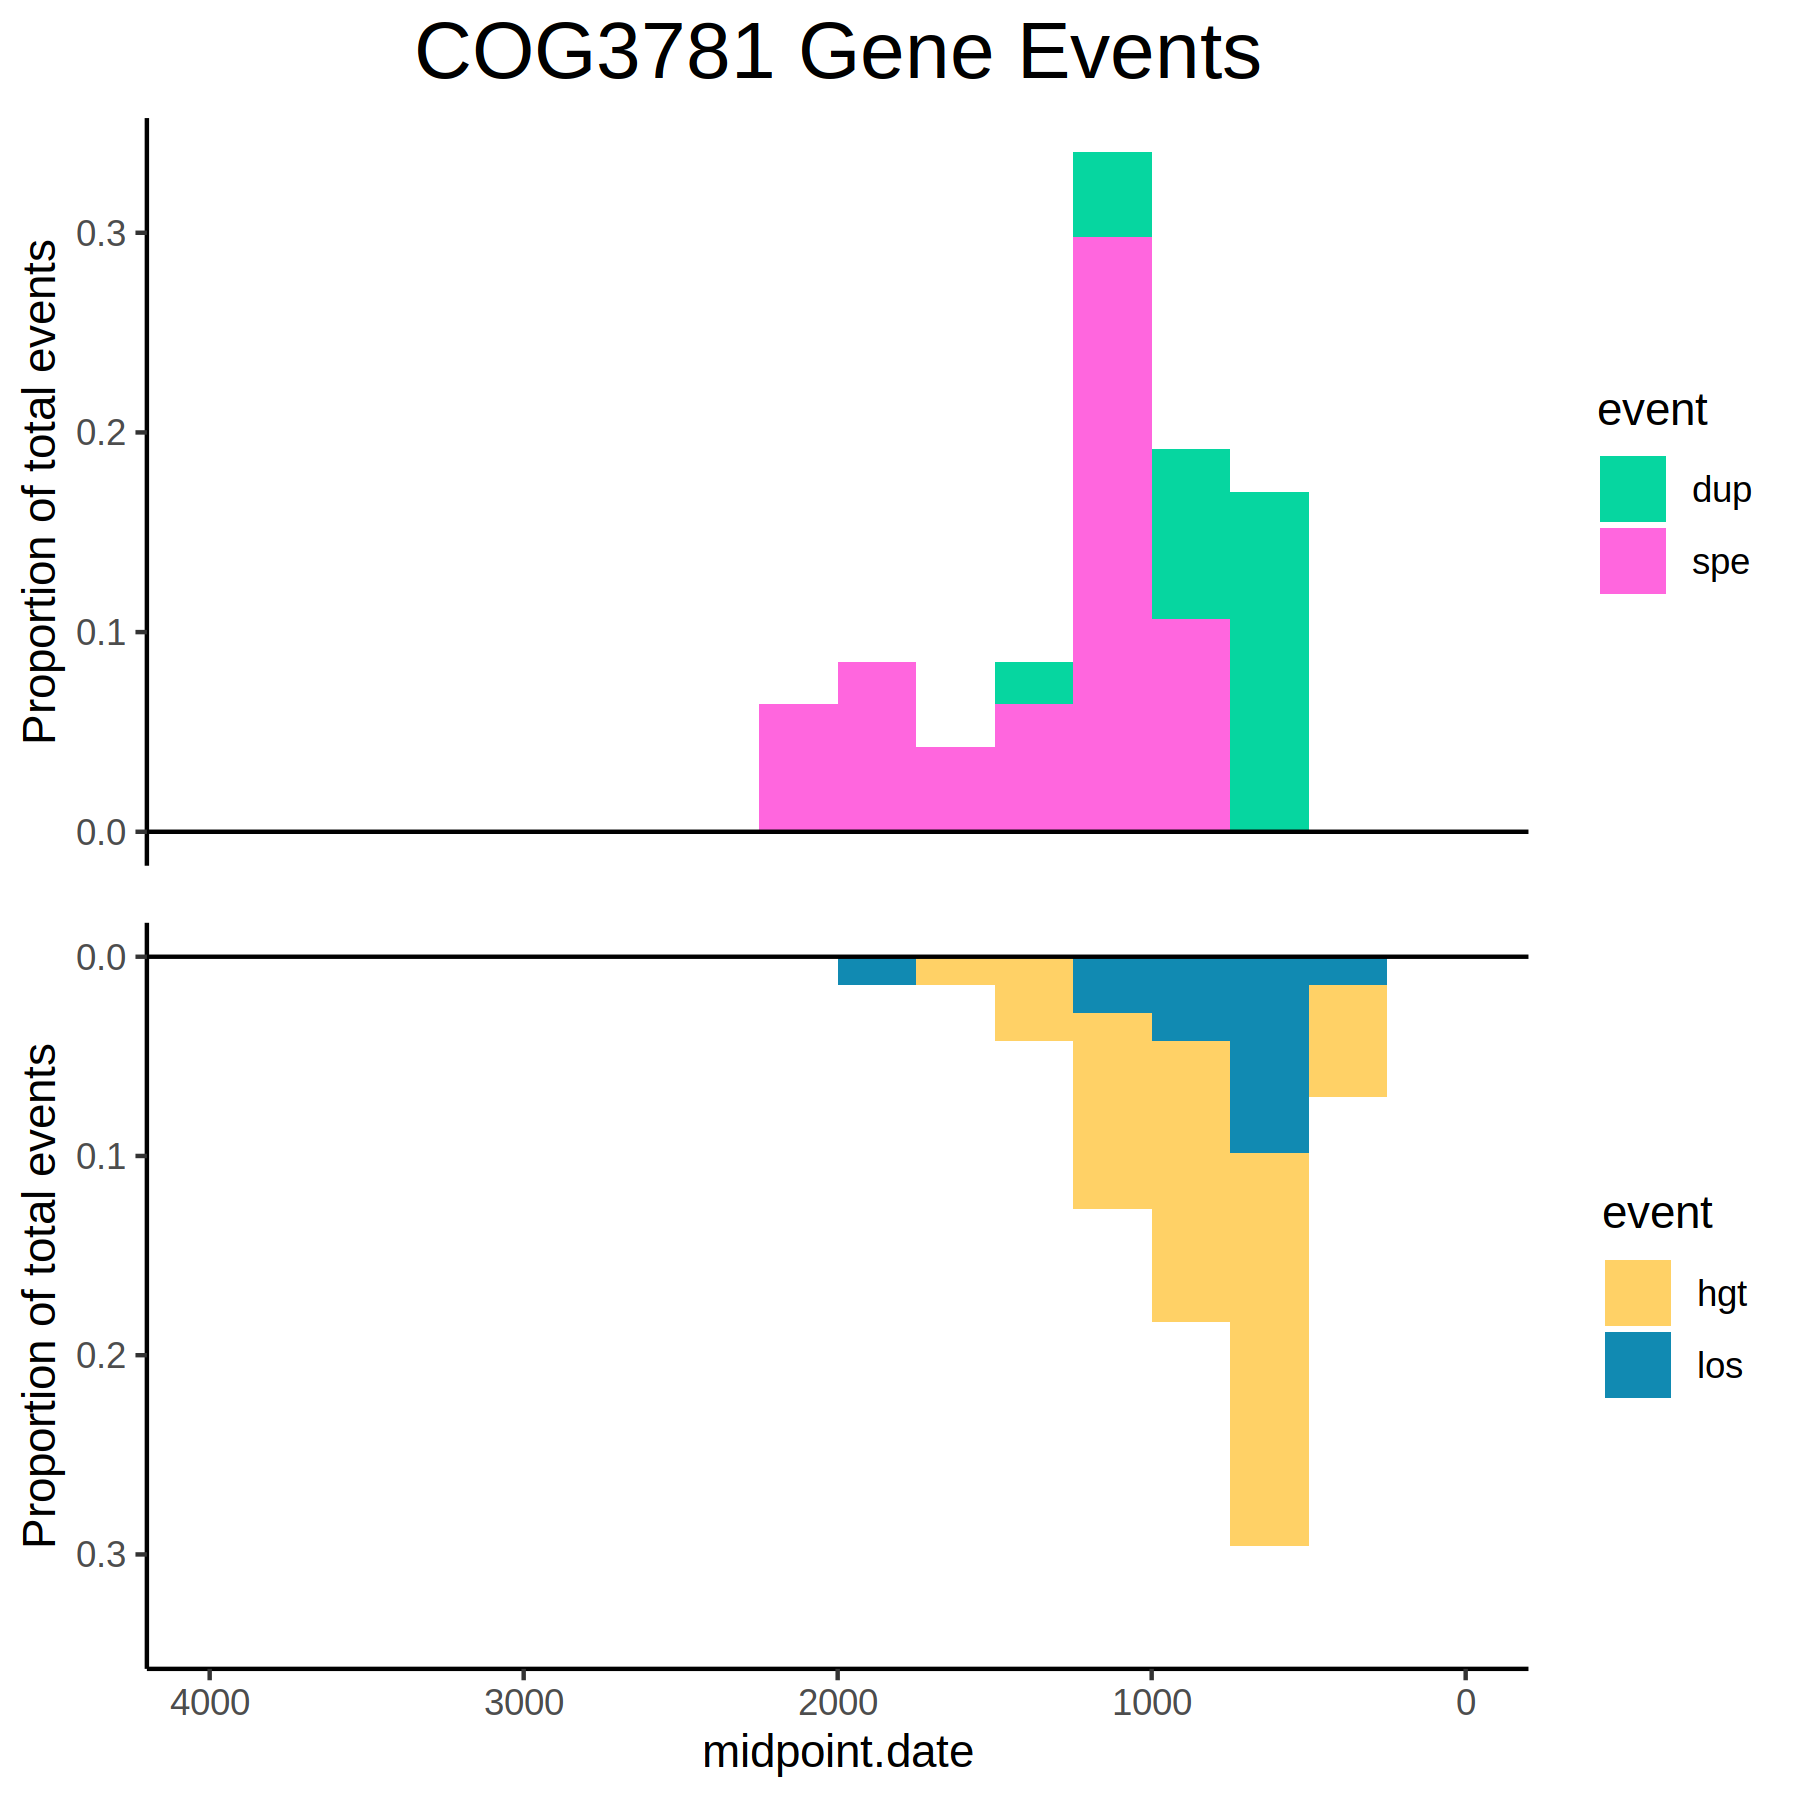 COG3781 Gene Events
Proportion of total events
0.3
0.2
0.1
0.0
event
dup
spe
Proportion of total events
0.0
0.1
0.2
0.3
event
hgt
los
4000 3000 2000 1000 0
midpoint.date